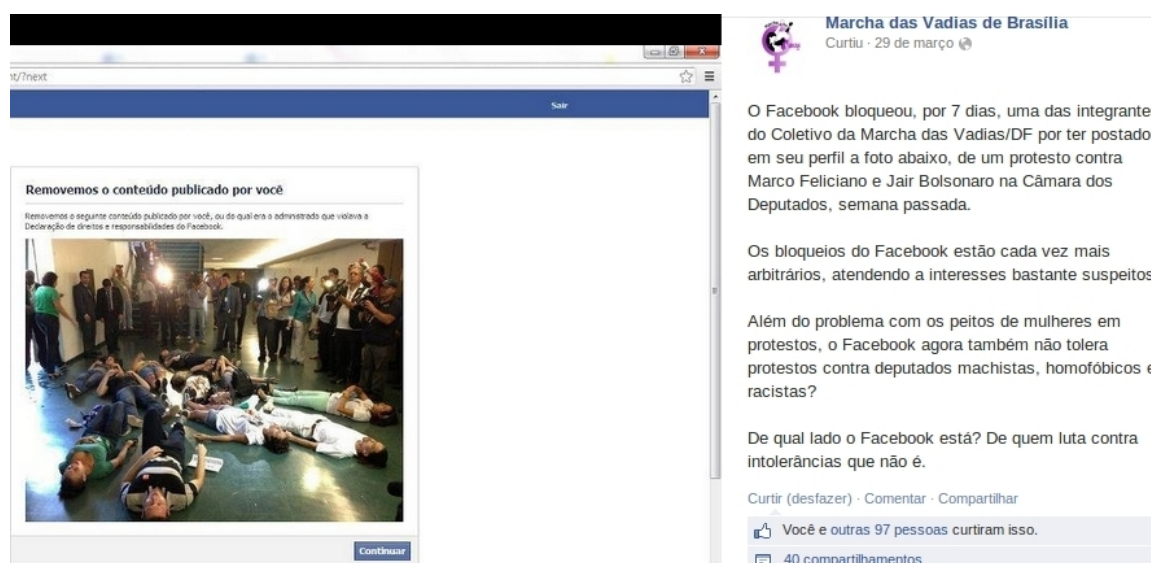 nt/?next
Sair
Removemos o conteúdo publicado por você
Removemos o seguinte conteúdo publicado por você, ou do qual era o administrado que violava a
Declaração de direitos e responsabilidades do Facebook.
Continuar
Marcha das Vadias de Brasília
Curtiu · 29 de março
O Facebook bloqueou, por 7 dias, uma das integrante
do Coletivo da Marcha das Vadias/DF por ter postado
em seu perfil a foto abaixo, de um protesto contra
Marco Feliciano e Jair Bolsonaro na Câmara dos
Deputados, semana passada.
Os bloqueios do Facebook estão cada vez mais
arbitrários, atendendo a interesses bastante suspeitos
Além do problema com os peitos de mulheres em
protestos, o Facebook agora também não tolera
protestos contra deputados machistas, homofóbicos e
racistas?
De qual lado o Facebook está? De quem luta contra
intolerâncias que não é.
Curtir (desfazer) · Comentar · Compartilhar
Você e outras 97 pessoas curtiram isso.
40 compartilhamentos